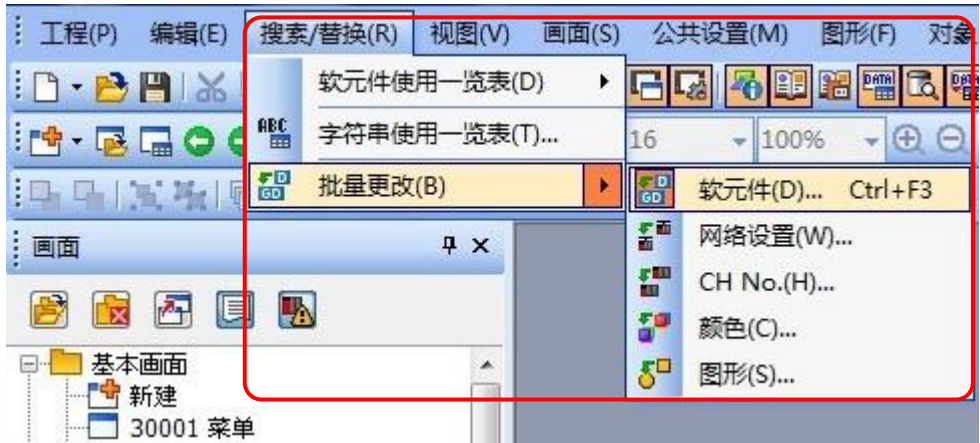 工程(P) 编辑(E) 搜素/替换(R) 视图(V) 画面(S) 公共设置(M) 图形(F) 对象
软元件使用一览表(D)
ABC 字符串使用一览表(T)... 16 100%
批量更改(B) 软元件(D)... Ctrl+F3
画面 网络设置(W)...
CH No.(H)...
颜色(C)...
基本画面 图形(S)...
新建
30001 菜单